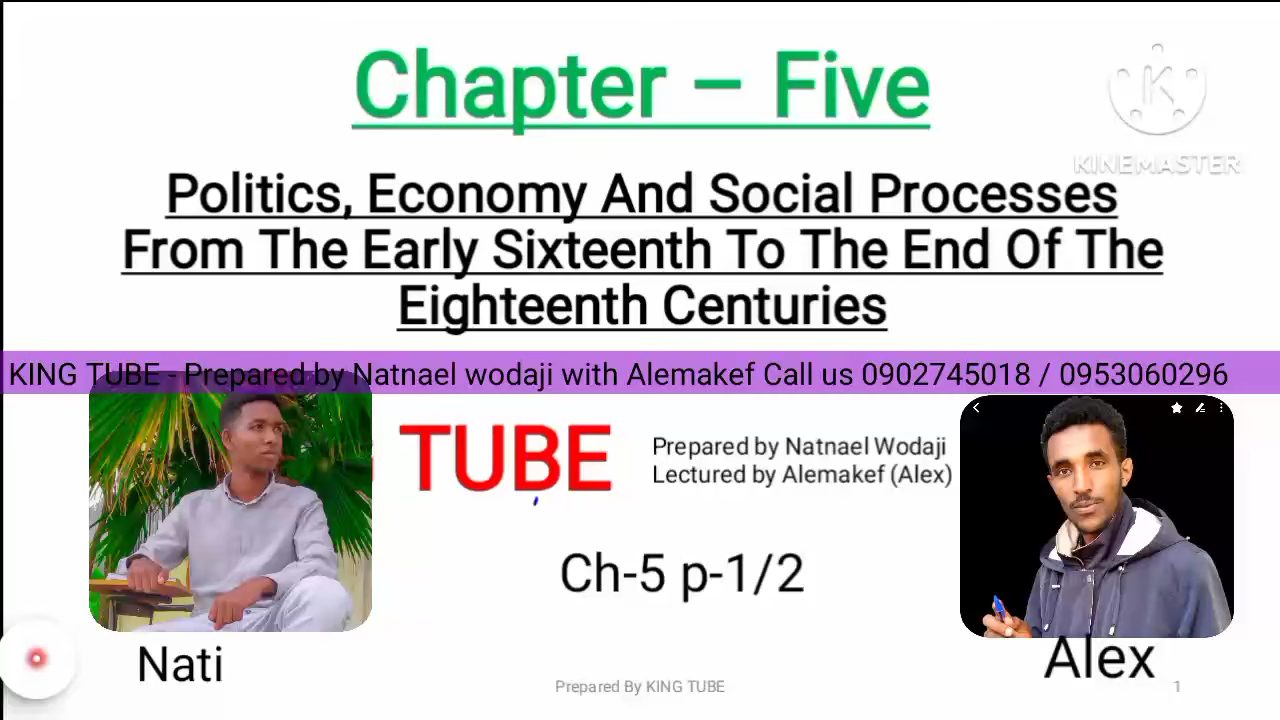 Chapter – Five
KINEMASTER
Politics, Economy And Social Processes
From The Early Sixteenth To The End Of The
Eighteenth Centuries
KING TUBE - Prepared by Natnael wodaji with Alemakef Call us 0902745018 / 0953060296
TUBE
Prepared by Natnael Wodaji
Lectured by Alemakef (Alex)
Ch-5 p-1/2
Nati
Alex
Prepared By KING TUBE
1